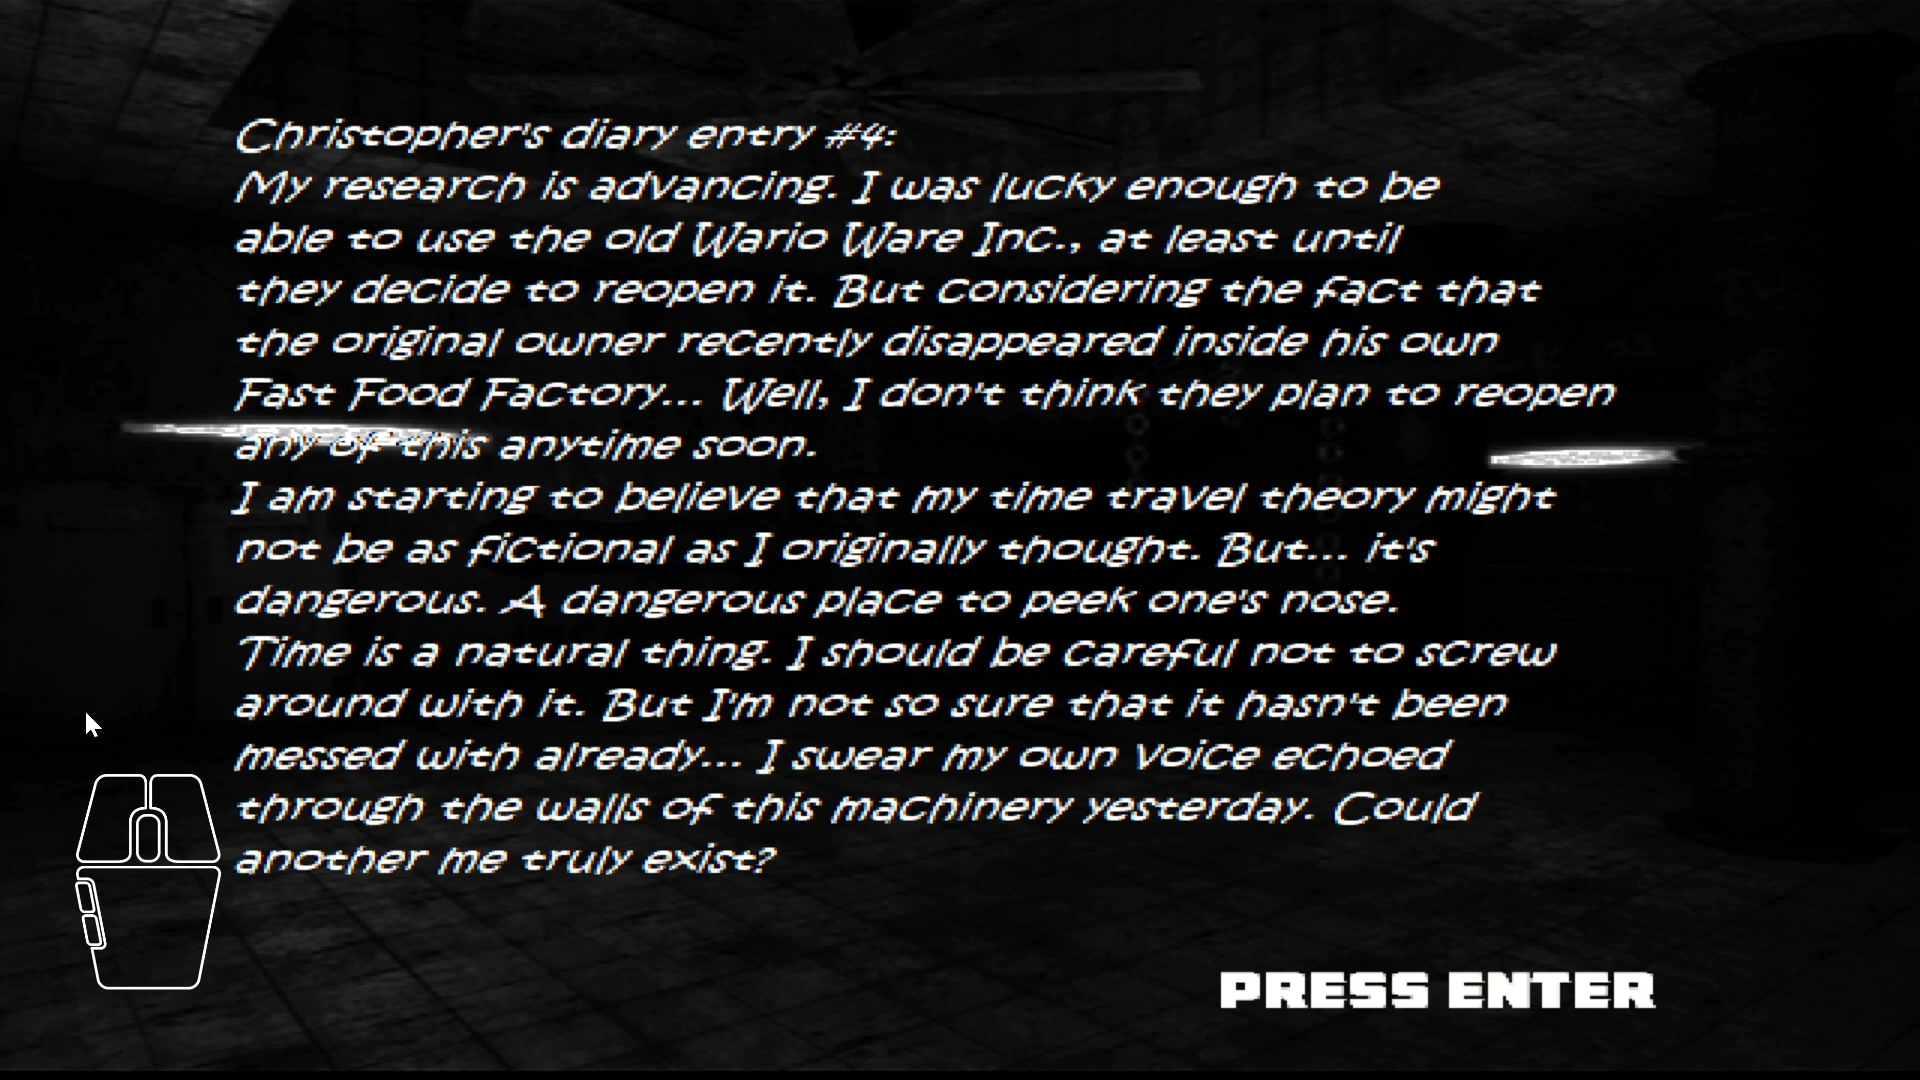 Christopher's diary entry #4:
My research is advancing. I was lucky enough to be
able to use the old Wario Ware Inc., at least until
they decide to reopen it. But considering the fact that
the original owner recently disappeared inside his own
Fast Food Factory... Well, I don't think they plan to reopen
any of this anytime soon.
I am starting to believe that my time travel theory might
not be as fictional as I originally thought. But... it's
dangerous. A dangerous place to peek one's nose.
Time is a natural thing. I should be careful not to screw
around with it. But I'm not so sure that it hasn't been
messed with already... I swear my own voice echoed
through the walls of this machinery yesterday. Could
another me truly exist?
PRESS ENTER